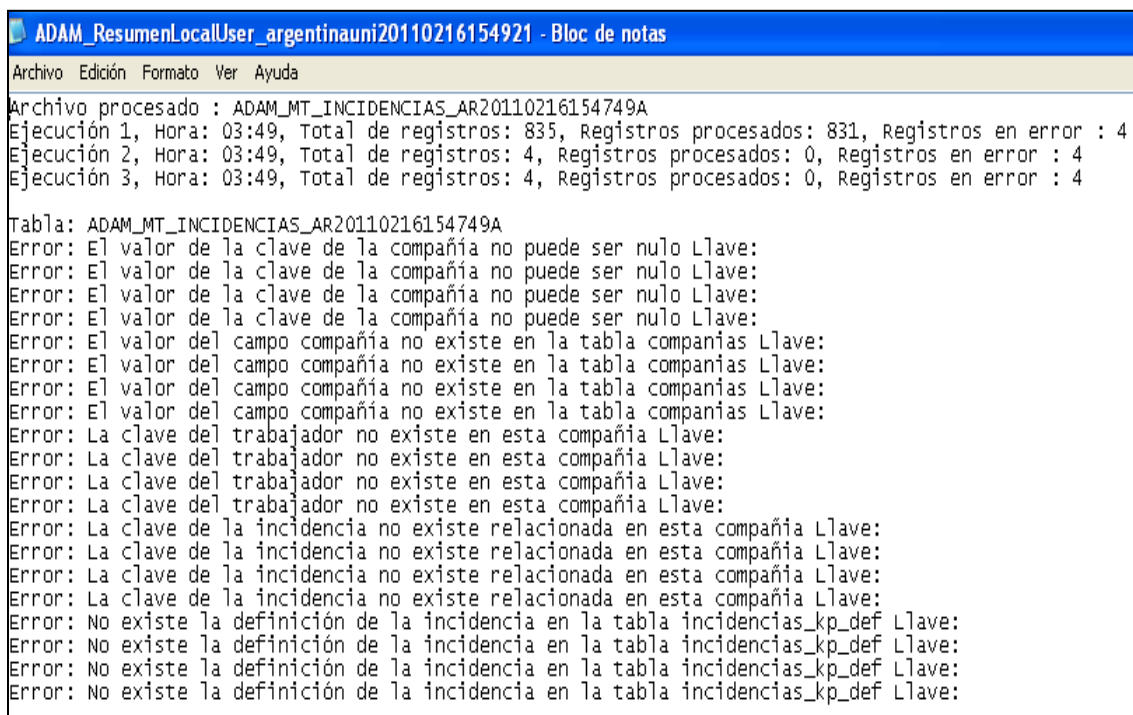 ADAM_ResumenLocalUser_argentinauni20110216154921 - Bloc de notas
Archivo Edición Formato Ver Ayuda
Archivo procesado : ADAM_MT_INCIDENCIAS_AR20110216154749A
Ejecución 1, Hora: 03:49, Total de registros: 835, Registros procesados: 831, Registros en error : 4
Ejecución 2, Hora: 03:49, Total de registros: 4, Registros procesados: 0, Registros en error : 4
Ejecución 3, Hora: 03:49, Total de registros: 4, Registros procesados: 0, Registros en error : 4
Tabla: ADAM_MT_INCIDENCIAS_AR20110216154749A
Error: El valor de la clave de la compañía no puede ser nulo Llave:
Error: El valor de la clave de la compañía no puede ser nulo Llave:
Error: El valor de la clave de la compañía no puede ser nulo Llave:
Error: El valor de la clave de la compañía no puede ser nulo Llave:
Error: El valor del campo compañía no existe en la tabla companias Llave:
Error: El valor del campo compañía no existe en la tabla companias Llave:
Error: El valor del campo compañía no existe en la tabla companias Llave:
Error: El valor del campo compañía no existe en la tabla companias Llave:
Error: La clave del trabajador no existe en esta compañia Llave:
Error: La clave del trabajador no existe en esta compañia Llave:
Error: La clave del trabajador no existe en esta compañia Llave:
Error: La clave del trabajador no existe en esta compañia Llave:
Error: La clave de la incidencia no existe relacionada en esta compañia Llave:
Error: La clave de la incidencia no existe relacionada en esta compañia Llave:
Error: La clave de la incidencia no existe relacionada en esta compañia Llave:
Error: La clave de la incidencia no existe relacionada en esta compañia Llave:
Error: No existe la definición de la incidencia en la tabla incidencias_kp_def Llave:
Error: No existe la definición de la incidencia en la tabla incidencias_kp_def Llave:
Error: No existe la definición de la incidencia en la tabla incidencias_kp_def Llave:
Error: No existe la definición de la incidencia en la tabla incidencias_kp_def Llave: